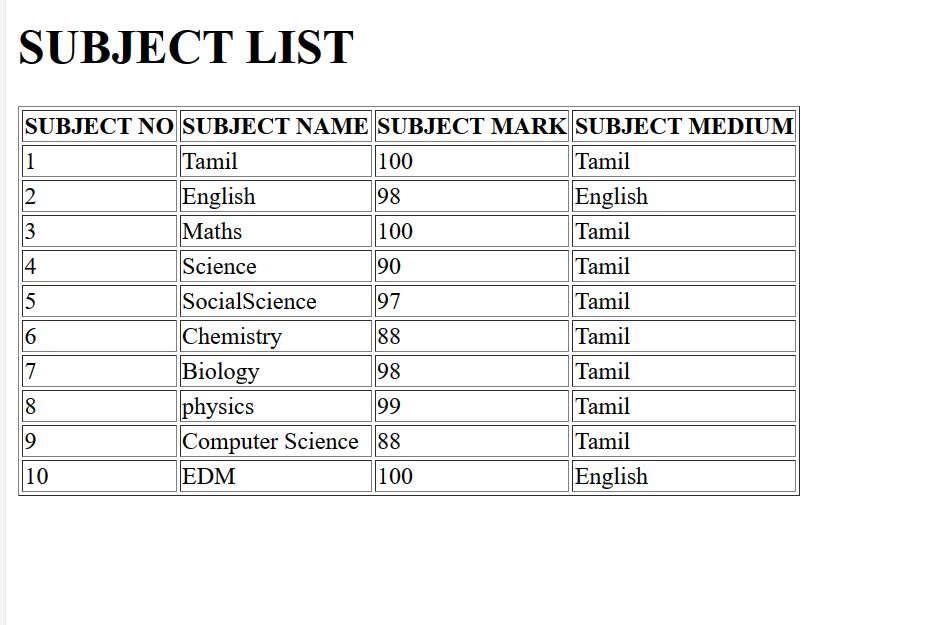 SUBJECT LIST
SUBJECT NO SUBJECT NAME SUBJECT MARK SUBJECT MEDIUM
1 Tamil 100 Tamil
2 English 98 English
3 Maths 100 Tamil
4 Science 90 Tamil
5 SocialScience 97 Tamil
6 Chemistry 88 Tamil
7 Biology 98 Tamil
8 physics 99 Tamil
9 Computer Science 88 Tamil
10 EDM 100 English